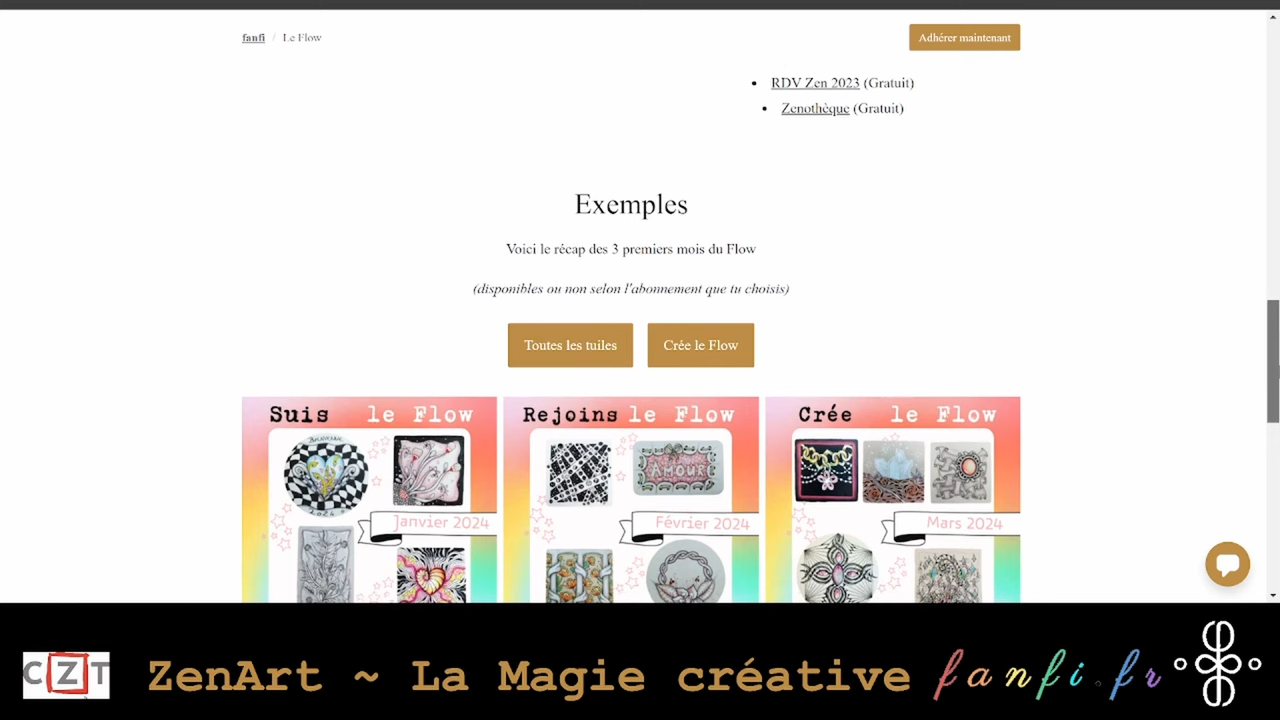 fanfi / Le Flow
Adhérer maintenant
• RDV Zen 2023 (Gratuit)
• Zenothèque (Gratuit)
Exemples
Voici le récap des 3 premiers mois du Flow
(disponibles ou non selon l'abonnement que tu choisis)
Toutes les tuiles
Crée le Flow
Suis le Flow
Rejoins le Flow
Crée le Flow
BIENVENUE
2024
AMOUR
Janvier 2024
Février 2024
Mars 2024
CZT
ZenArt ~ La Magie créative
fanfi.fr